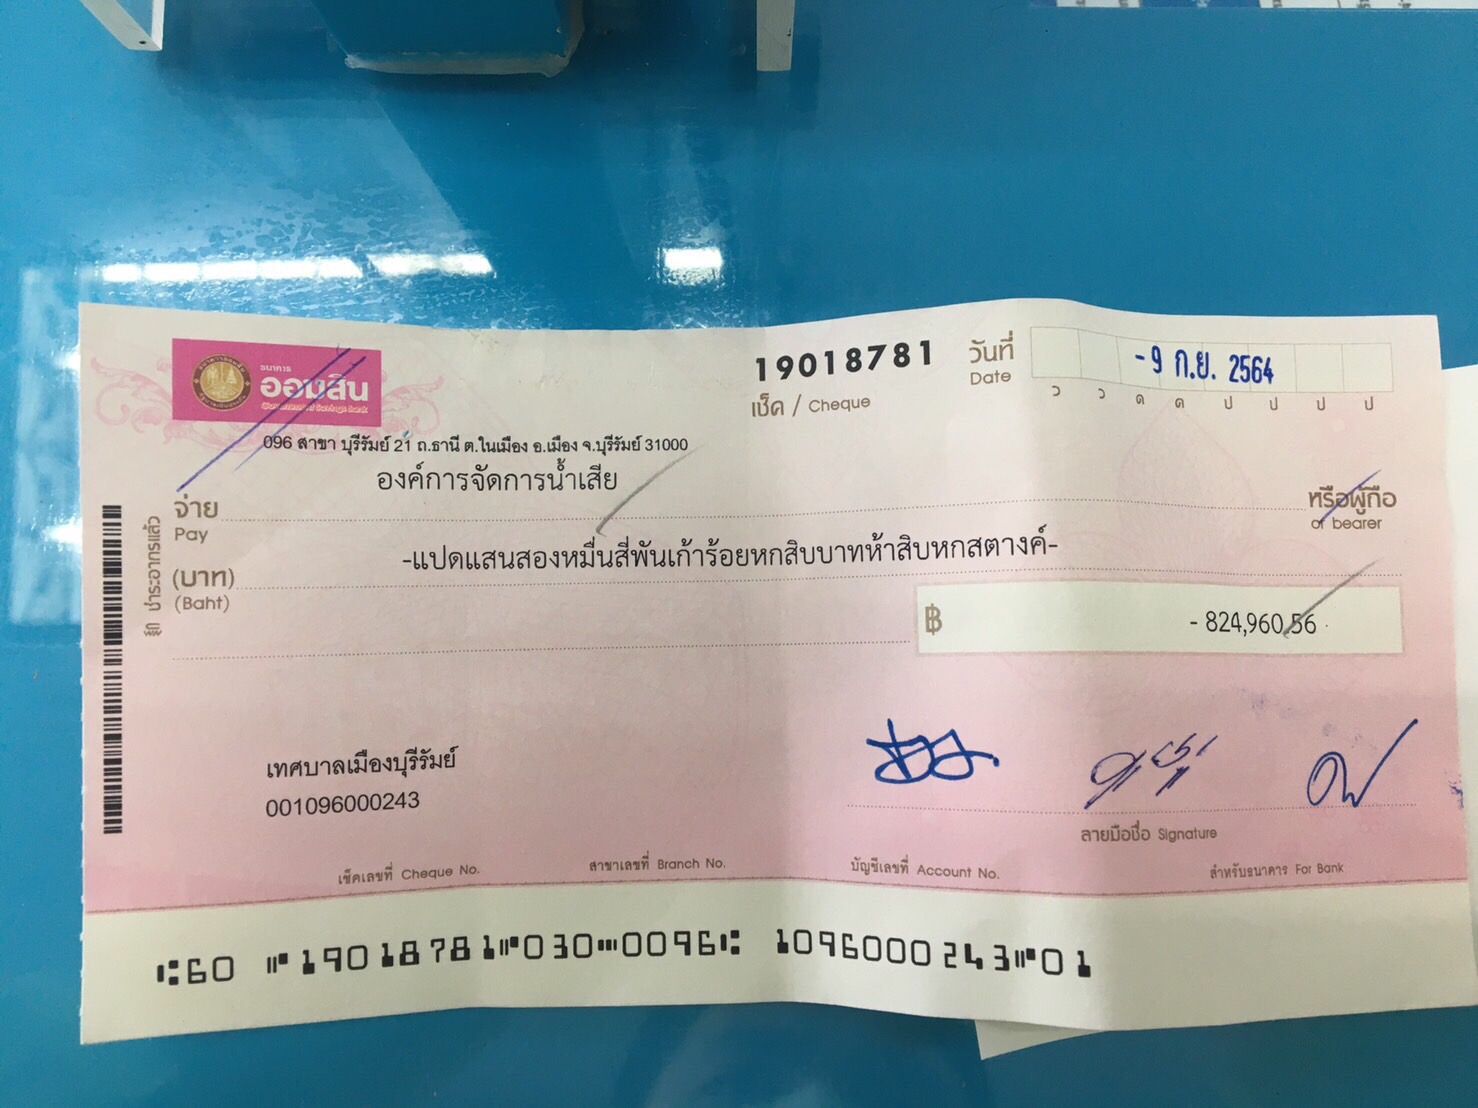 ธนาคาร
ออมสิน
Government Savings Bank
19018781
เช็ค / Cheque
วันที่
Date
-9 ก.ย. 2564
ว ว ด ด ป ป ป ป
096 สาขา บุรีรัมย์ 21 ถ.ธานี ต.ในเมือง อ.เมือง จ.บุรีรัมย์ 31000
จ่าย
Pay
องค์การจัดการน้ำเสีย
หรือผู้ถือ
or bearer
(บาท)
(Baht)
-แปดแสนสองหมื่นสี่พันเก้าร้อยหกสิบบาทห้าสิบหกสตางค์-
฿ - 824,960.56
ชำระอากรแล้ว
เทศบาลเมืองบุรีรัมย์
001096000243
ลายมือชื่อ Signature
เช็คเลขที่ Cheque No.
สาขาเลขที่ Branch No.
บัญชีเลขที่ Account No.
สำหรับธนาคาร For Bank
⑆60 ⑈19018781⑈030⑉0096⑆ 1096000243⑈01